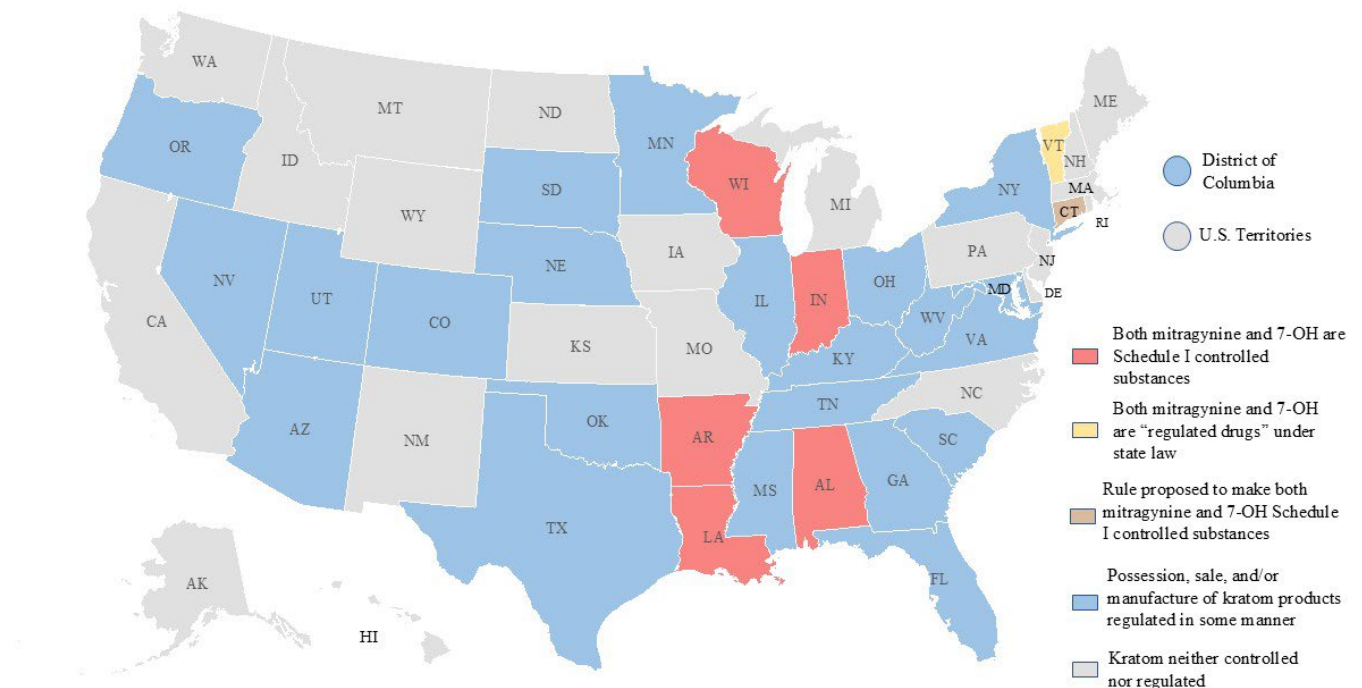 WA
MT
ND
MN
ME
OR
ID
SD
WI
VT
NH
NY
MA
WY
MI
CT
RI
IA
PA
NJ
NE
NV
UT
IL
IN
OH
MD
DE
CA
CO
WV
VA
KS
MO
KY
NC
TN
AZ
NM
OK
AR
SC
MS
AL
GA
TX
LA
FL
AK
HI
District of
Columbia
U.S. Territories
Both mitragynine and 7-OH are
Schedule I controlled
substances
Both mitragynine and 7-OH
are “regulated drugs” under
state law
Rule proposed to make both
mitragynine and 7-OH Schedule
I controlled substances
Possession, sale, and/or
manufacture of kratom products
regulated in some manner
Kratom neither controlled
nor regulated